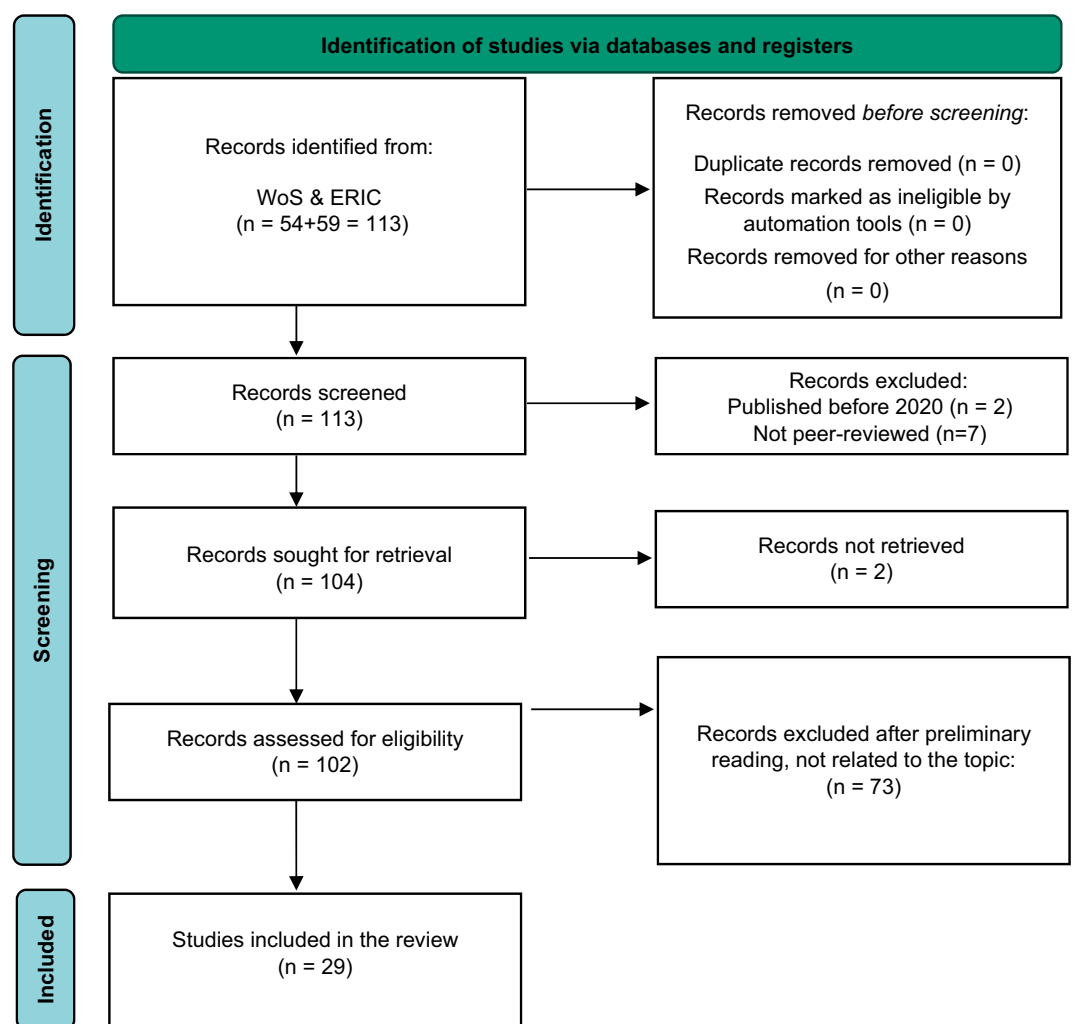 Identification of studies via databases and registers
Identification
Records identified from:
WoS & ERIC
(n = 54+59 = 113)
Records removed before screening:
Duplicate records removed (n = 0)
Records marked as ineligible by
automation tools (n = 0)
Records removed for other reasons
(n = 0)
Screening
Records screened
(n = 113)
Records excluded:
Published before 2020 (n = 2)
Not peer-reviewed (n=7)
Records sought for retrieval
(n = 104)
Records not retrieved
(n = 2)
Records assessed for eligibility
(n = 102)
Records excluded after preliminary
reading, not related to the topic:
(n = 73)
Included
Studies included in the review
(n = 29)